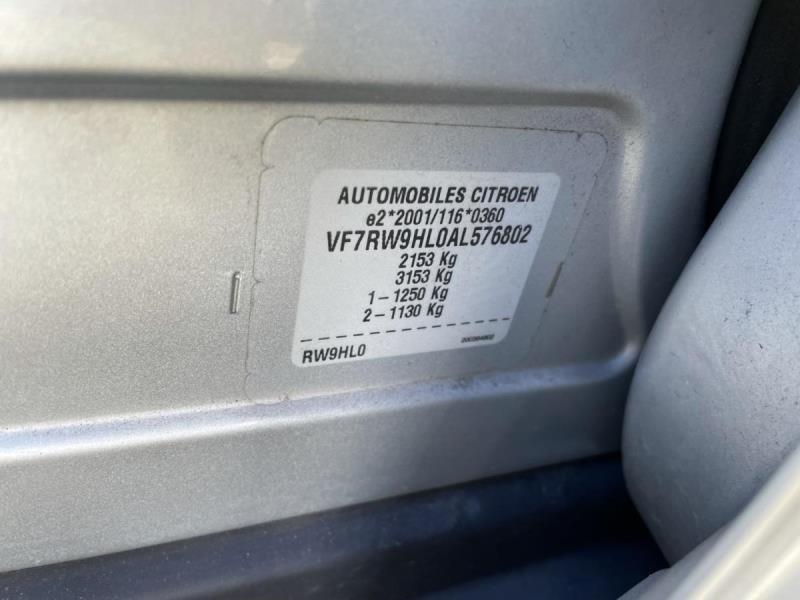 AUTOMOBILES CITROEN
e2*2001/116*0360
VF7RW9HL0AL576802
2153 Kg
3153 Kg
1 - 1250 Kg
2 - 1130 Kg
RW9HL0